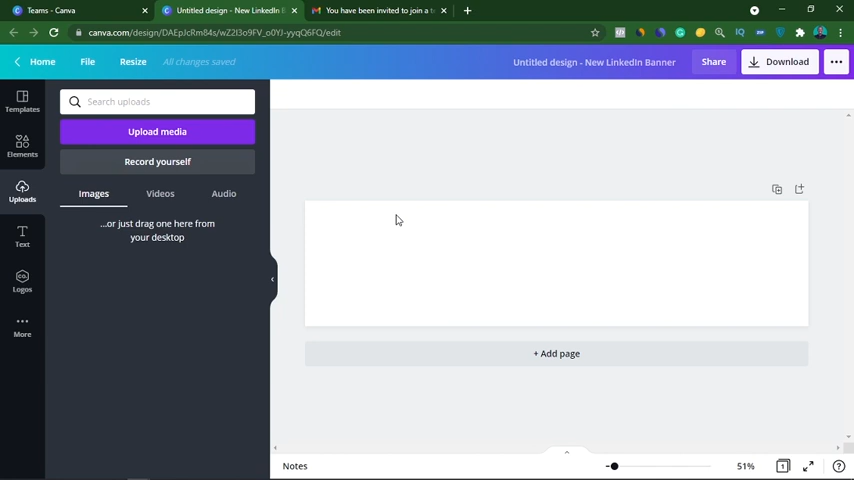 Teams - Canva
Untitled design - New LinkedIn B
You have been invited to join a t
canva.com/design/DAEpJcRm84s/wZ2I3o9FV_o0YJ-yyqQ6FQ/edit
Home
File
Resize
All changes saved
Untitled design - New LinkedIn Banner
Share
Download
Templates
Elements
Uploads
Text
Logos
More
Search uploads
Upload media
Record yourself
Images
Videos
Audio
...or just drag one here from
your desktop
+ Add page
Notes
51%
1